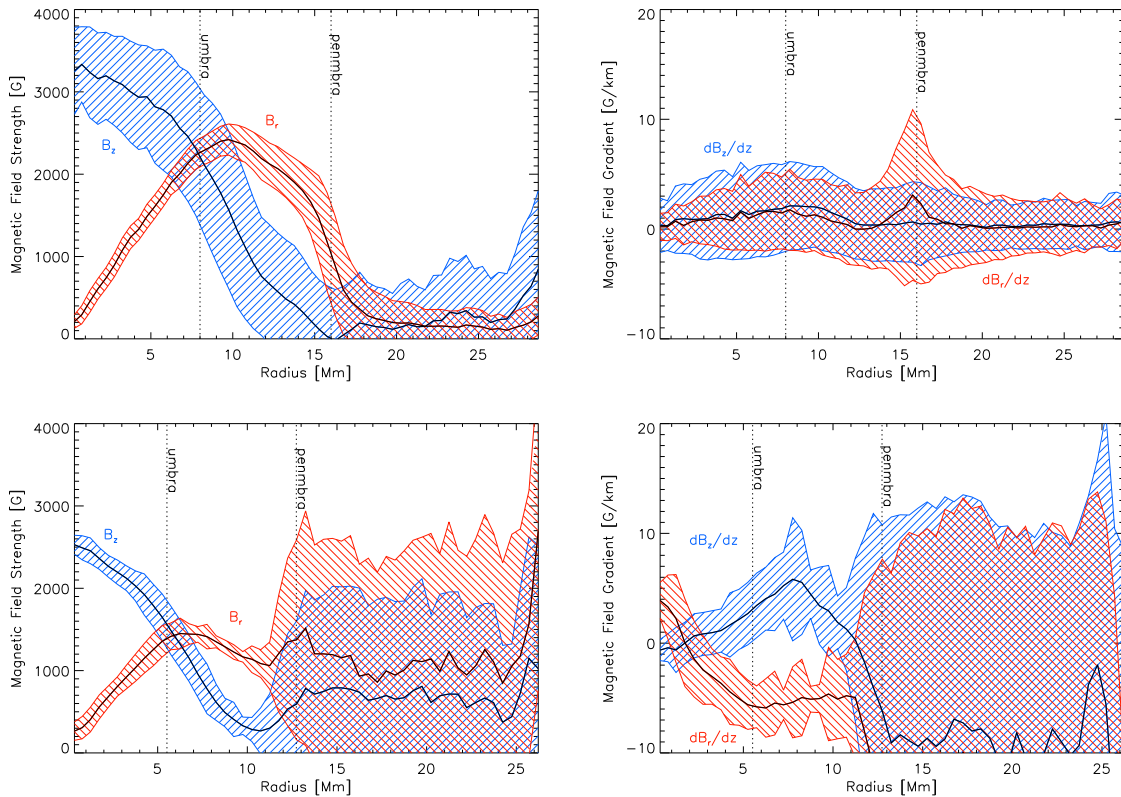 4000
3000
2000
1000
0
Magnetic Field Strength [G]
umbra
penmbra
B_r
B_z
5
10
15
20
25
Radius [Mm]
20
10
0
−10
Magnetic Field Gradient [G/km]
umbra
penmbra
dB_z/dz
dB_r/dz
5
10
15
20
25
Radius [Mm]
4000
3000
2000
1000
0
Magnetic Field Strength [G]
umbra
penmbra
B_z
B_r
5
10
15
20
25
Radius [Mm]
20
10
0
−10
Magnetic Field Gradient [G/km]
umbra
penmbra
dB_z/dz
dB_r/dz
5
10
15
20
25
Radius [Mm]